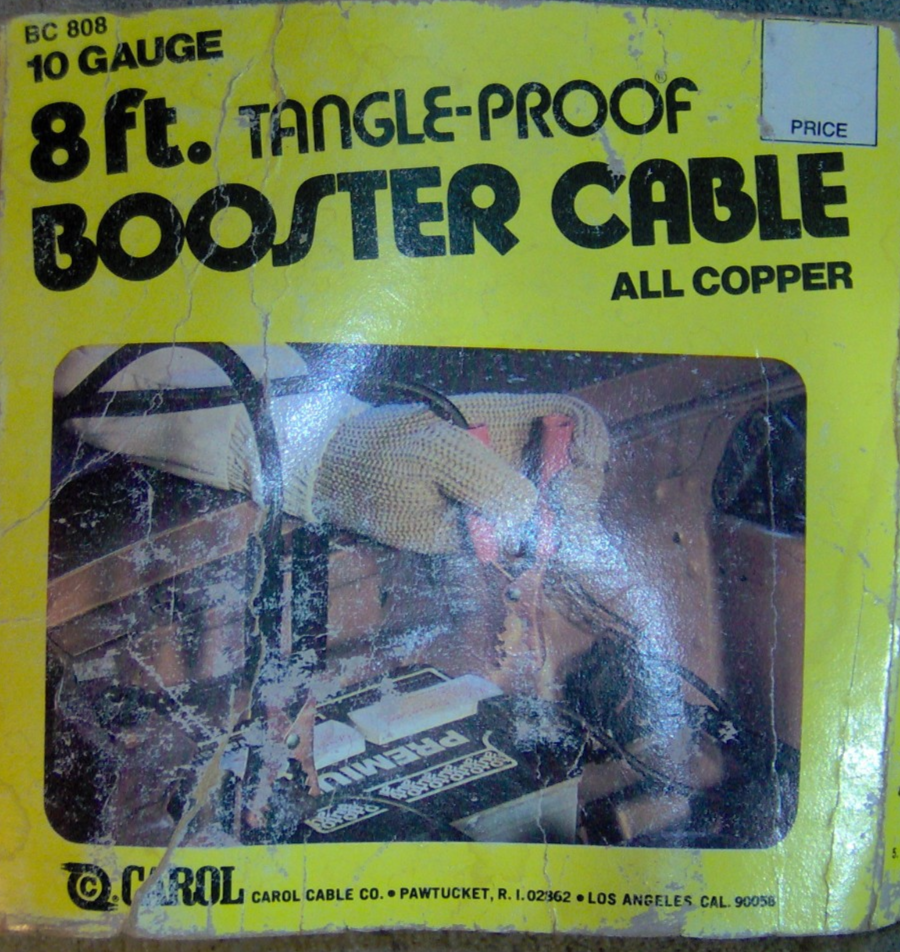 BC 808
10 GAUGE
8 ft. TANGLE-PROOF®
BOOSTER CABLE
ALL COPPER
PRICE
PREMIU
© CAROL CAROL CABLE CO. • PAWTUCKET, R. I. 02862 • LOS ANGELES, CAL. 90058